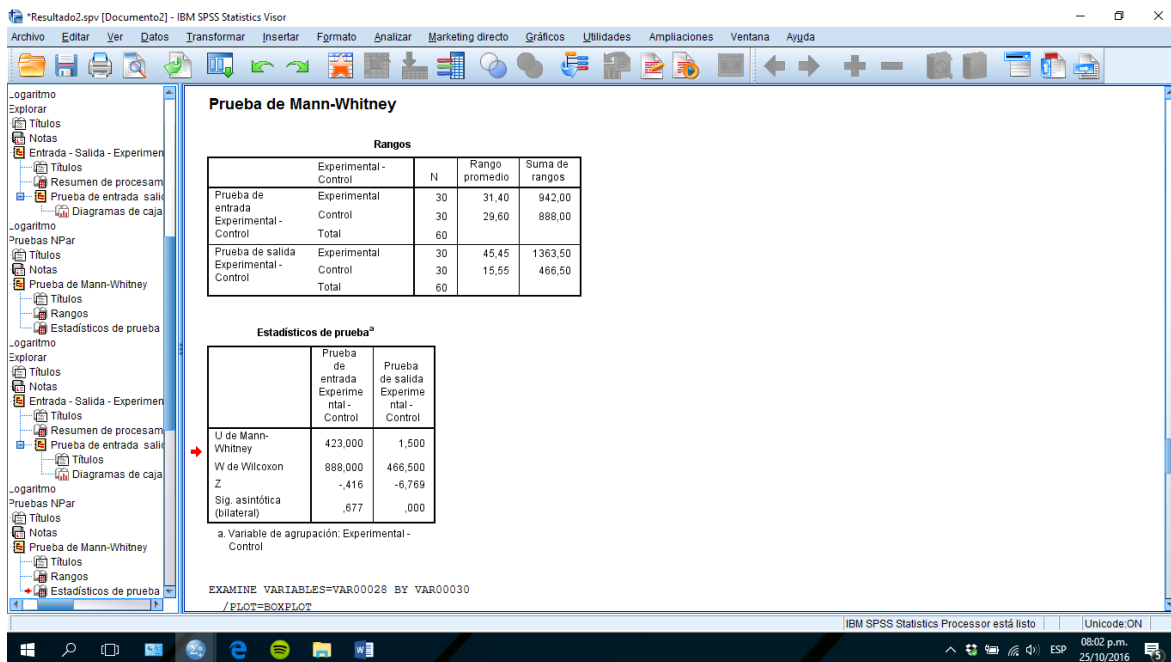 *Resultado2.spv [Documento2] - IBM SPSS Statistics Visor
Archivo Editar Ver Datos Transformar Insertar Formato Analizar Marketing directo Gráficos Utilidades Ampliaciones Ventana Ayuda
Logaritmo
Explorar
Títulos
Notas
Entrada - Salida - Experimen
Títulos
Resumen de procesam
Prueba de entrada salid
Diagramas de caja
Logaritmo
Pruebas NPar
Títulos
Notas
Prueba de Mann-Whitney
Títulos
Rangos
Estadísticos de prueba
Logaritmo
Explorar
Títulos
Notas
Entrada - Salida - Experimen
Títulos
Resumen de procesam
Prueba de entrada salid
Títulos
Diagramas de caja
Logaritmo
Pruebas NPar
Títulos
Notas
Prueba de Mann-Whitney
Títulos
Rangos
Estadísticos de prueba
Prueba de Mann-Whitney
Rangos
Experimental - Control N Rango promedio Suma de rangos
Prueba de entrada Experimental - Control Experimental 30 31,40 942,00
Control 30 29,60 888,00
Total 60
Prueba de salida Experimental - Control Experimental 30 45,45 1363,50
Control 30 15,55 466,50
Total 60
Estadísticos de prueba a
Prueba de entrada Experime ntal - Control Prueba de salida Experime ntal - Control
U de Mann-Whitney 423,000 1,500
W de Wilcoxon 888,000 466,500
Z -,416 -6,769
Sig. asintótica (bilateral) ,677 ,000
a. Variable de agrupación: Experimental -
Control
EXAMINE VARIABLES=VAR00028 BY VAR00030
/PLOT=BOXPLOT
IBM SPSS Statistics Processor está listo Unicode:ON
ESP 08:02 p.m.
25/10/2016